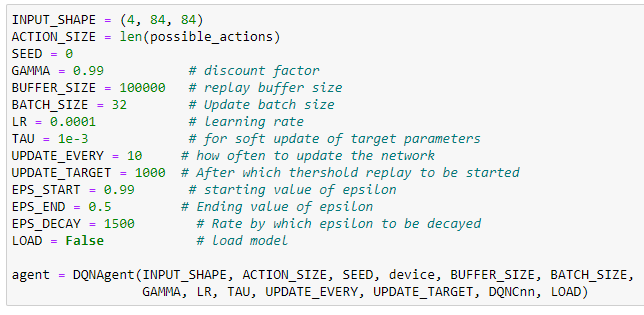 INPUT_SHAPE = (4, 84, 84)
ACTION_SIZE = len(possible_actions)
SEED = 0
GAMMA = 0.99           # discount factor
BUFFER_SIZE = 100000   # replay buffer size
BATCH_SIZE = 32        # Update batch size
LR = 0.0001            # learning rate
TAU = 1e-3             # for soft update of target parameters
UPDATE_EVERY = 10     # how often to update the network
UPDATE_TARGET = 1000  # After which thershold replay to be started
EPS_START = 0.99       # starting value of epsilon
EPS_END = 0.5         # Ending value of epsilon
EPS_DECAY = 1500        # Rate by which epsilon to be decayed
LOAD = False            # load model
agent = DQNAgent(INPUT_SHAPE, ACTION_SIZE, SEED, device, BUFFER_SIZE, BATCH_SIZE,
                 GAMMA, LR, TAU, UPDATE_EVERY, UPDATE_TARGET, DQNCnn, LOAD)